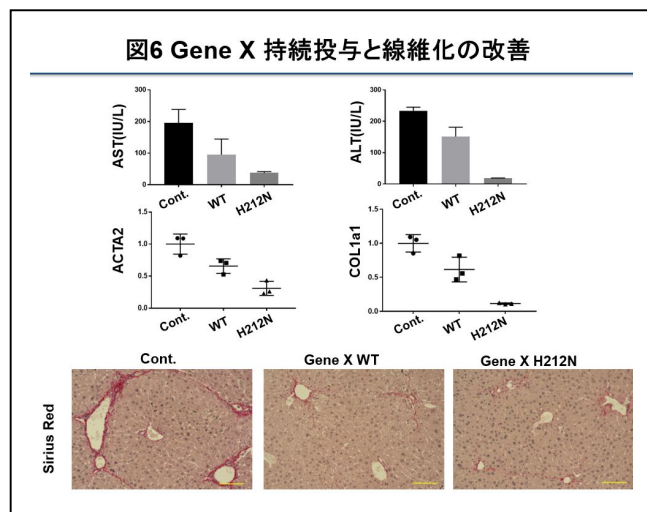 図6 Gene X 持続投与と線維化の改善
AST(IU/L)
300
200
100
0
Cont.
WT
H212N
ALT(IU/L)
300
200
100
0
Cont.
WT
H212N
ACTA2
1.5
1.0
0.5
0.0
Cont.
WT
H212N
COL1a1
1.5
1.0
0.5
0.0
Cont.
WT
H212N
Cont.
Gene X WT
Gene X H212N
Sirius Red